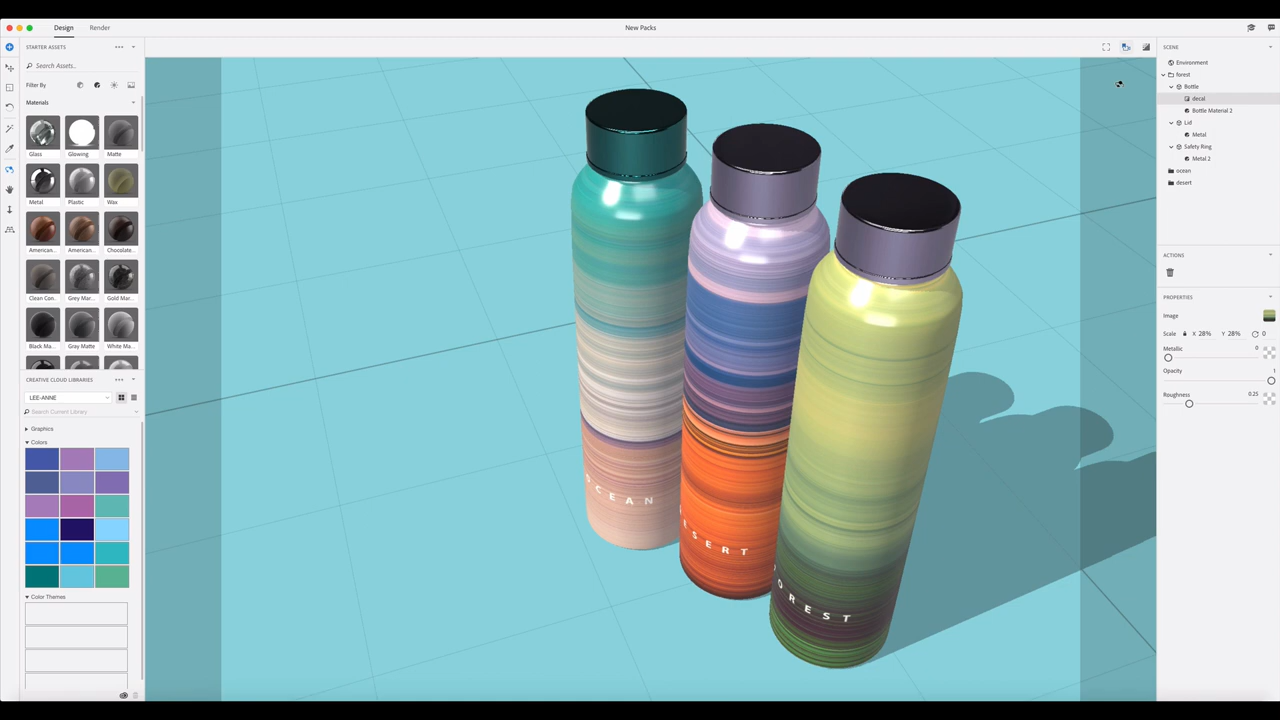 Design
Render
New Packs
STARTER ASSETS
Search Assets..
Filter By
Materials
Glass
Glowing
Matte
Metal
Plastic
Wax
American...
American...
Chocolate...
Clean Con...
Grey Mar...
Gold Mar...
Black Ma...
Gray Matte
White Ma...
CREATIVE CLOUD LIBRARIES
LEE-ANNE
Search Current Library
Graphics
Colors
Color Themes
OCEAN
ESERT
OREST
SCENE
Environment
forest
Bottle
decal
Bottle Material 2
Lid
Metal
Safety Ring
Metal 2
ocean
desert
ACTIONS
PROPERTIES
Image
Scale X 28% Y 28% 0
Metallic 0
Opacity 1
Roughness 0.25